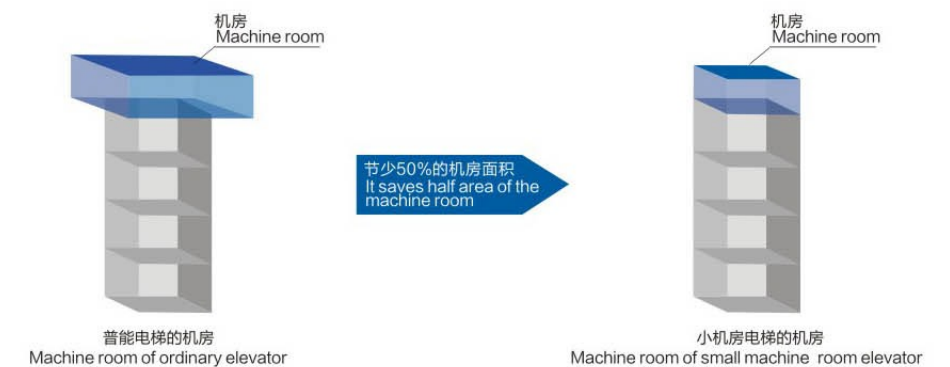 机房
Machine room
机房
Machine room
节少50%的机房面积
It saves half area of the
machine room
普能电梯的机房
Machine room of ordinary elevator
小机房电梯的机房
Machine room of small machine room elevator